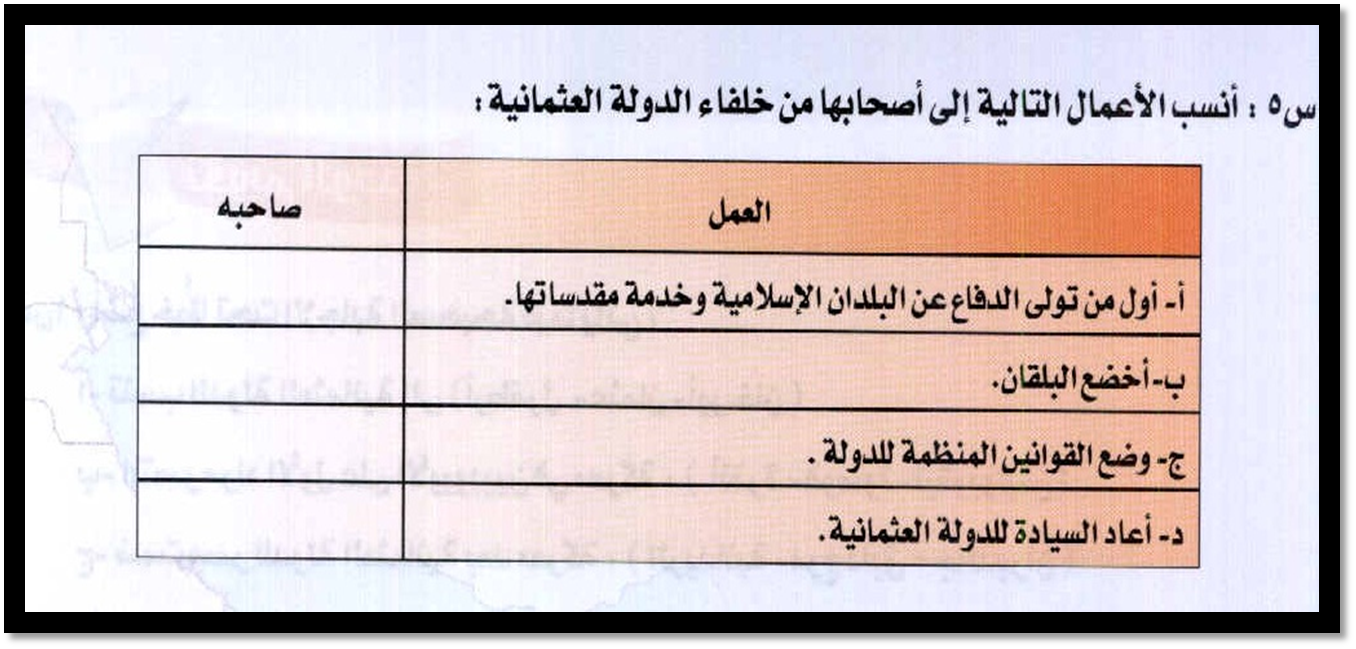 س٥ : أنسب الأعمال التالية إلى أصحابها من خلفاء الدولة العثمانية :
العمل صاحبه
أ- أول من تولى الدفاع عن البلدان الإسلامية وخدمة مقدساتها.
ب- أخضع البلقان.
ج- وضع القوانين المنظمة للدولة .
د- أعاد السيادة للدولة العثمانية.